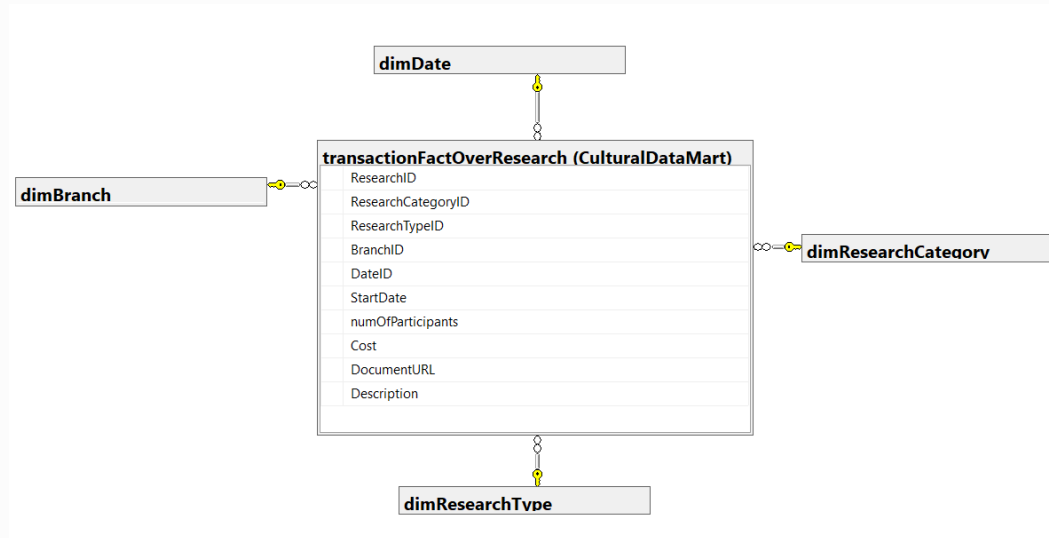 dimDate
transactionFactOverResearch (CulturalDataMart)
ResearchID
ResearchCategoryID
ResearchTypeID
BranchID
DateID
StartDate
numOfParticipants
Cost
DocumentURL
Description
dimBranch
dimResearchCategory
dimResearchType